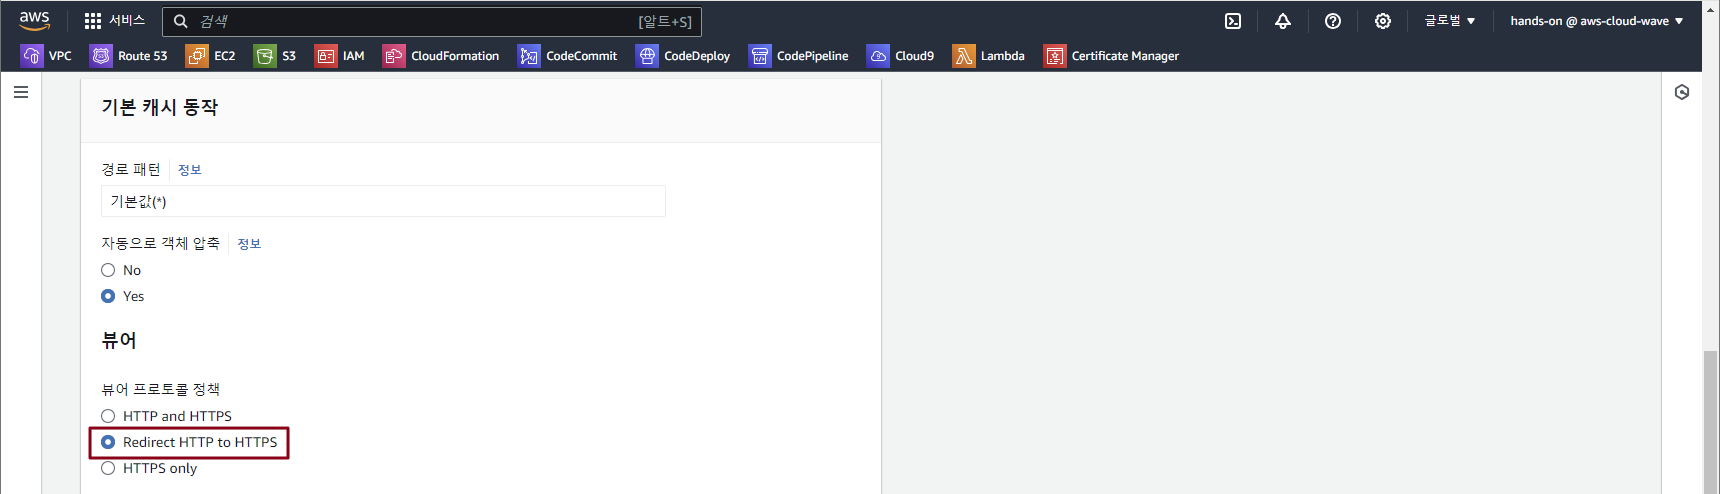 aws 서비스 검색 [알트+S] 글로벌 hands-on @ aws-cloud-wave
VPC Route 53 EC2 S3 IAM CloudFormation CodeCommit CodeDeploy CodePipeline Cloud9 Lambda Certificate Manager
기본 캐시 동작
경로 패턴 정보
기본값(*)
자동으로 객체 압축 정보
No
Yes
뷰어
뷰어 프로토콜 정책
HTTP and HTTPS
Redirect HTTP to HTTPS
HTTPS only